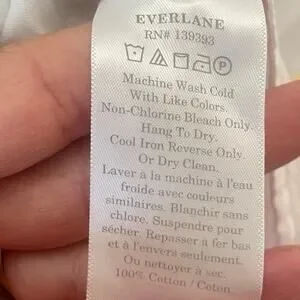 EVERLANE
RN# 139393
P
Machine Wash Cold
With Like Colors.
Non-Chlorine Bleach Only.
Hang To Dry.
Cool Iron Reverse Only
Or Dry Clean.
Laver à la machine à l'eau
froide avec couleurs
similaires. Blanchir sans
chlore. Suspendre pour
sécher. Repasser a fer bas
et à l'envers seulement.
Ou nettoyer à sec.
100% Cotton / Coton